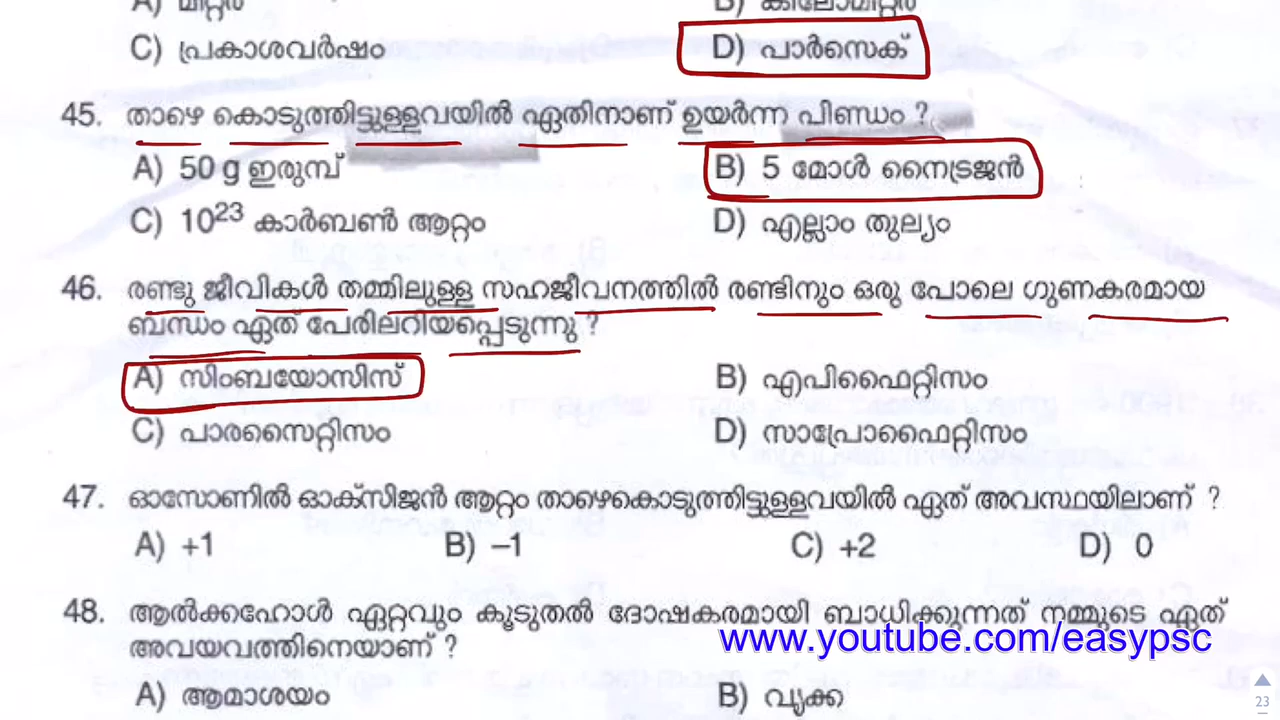 A) മീറ്റർ B) കിലോമീറ്റർ
C) പ്രകാശവർഷം D) പാർസെക്
45. താഴെ കൊടുത്തിട്ടുള്ളവയിൽ ഏതിനാണ് ഉയർന്ന പിണ്ഡം ?
A) 50 g ഇരുമ്പ് B) 5 മോൾ നൈട്രജൻ
C) 10²³ കാർബൺ ആറ്റം D) എല്ലാം തുല്യം
46. രണ്ടു ജീവികൾ തമ്മിലുള്ള സഹജീവനത്തിൽ രണ്ടിനും ഒരു പോലെ ഗുണകരമായ
ബന്ധം ഏത് പേരിലറിയപ്പെടുന്നു ?
A) സിംബയോസിസ് B) എപിഫൈറ്റിസം
C) പാരസൈറ്റിസം D) സാപ്രോഫൈറ്റിസം
47. ഓസോണിൽ ഓക്സിജൻ ആറ്റം താഴെകൊടുത്തിട്ടുള്ളവയിൽ ഏത് അവസ്ഥയിലാണ് ?
A) +1 B) –1 C) +2 D) 0
48. ആൽക്കഹോൾ ഏറ്റവും കൂടുതൽ ദോഷകരമായി ബാധിക്കുന്നത് നമ്മുടെ ഏത്
അവയവത്തിനെയാണ് ?
www.youtube.com/easypsc
A) ആമാശയം B) വൃക്ക
23